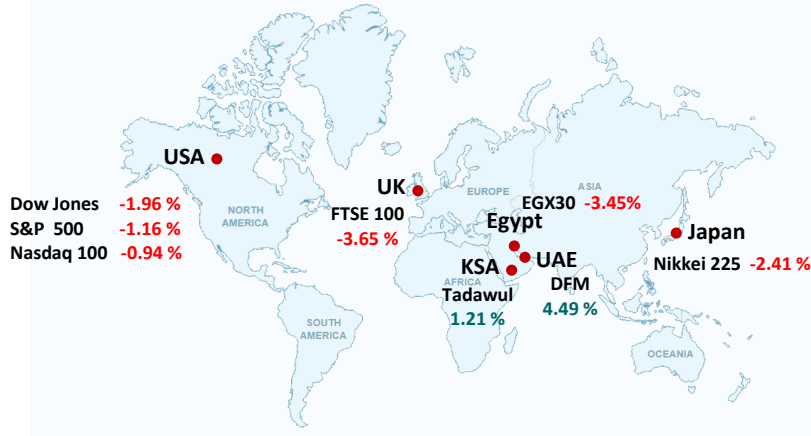 USA
Dow Jones -1.96 %
S&P 500 -1.16 %
Nasdaq 100 -0.94 %
NORTH
AMERICA
UK
FTSE 100
-3.65 %
EUROPE
ASIA
EGX30 -3.45%
Egypt
Japan
Nikkei 225 -2.41 %
KSA
Tadawul
1.21 %
AFRICA
UAE
DFM
4.49 %
SOUTH
AMERICA
OCEANIA